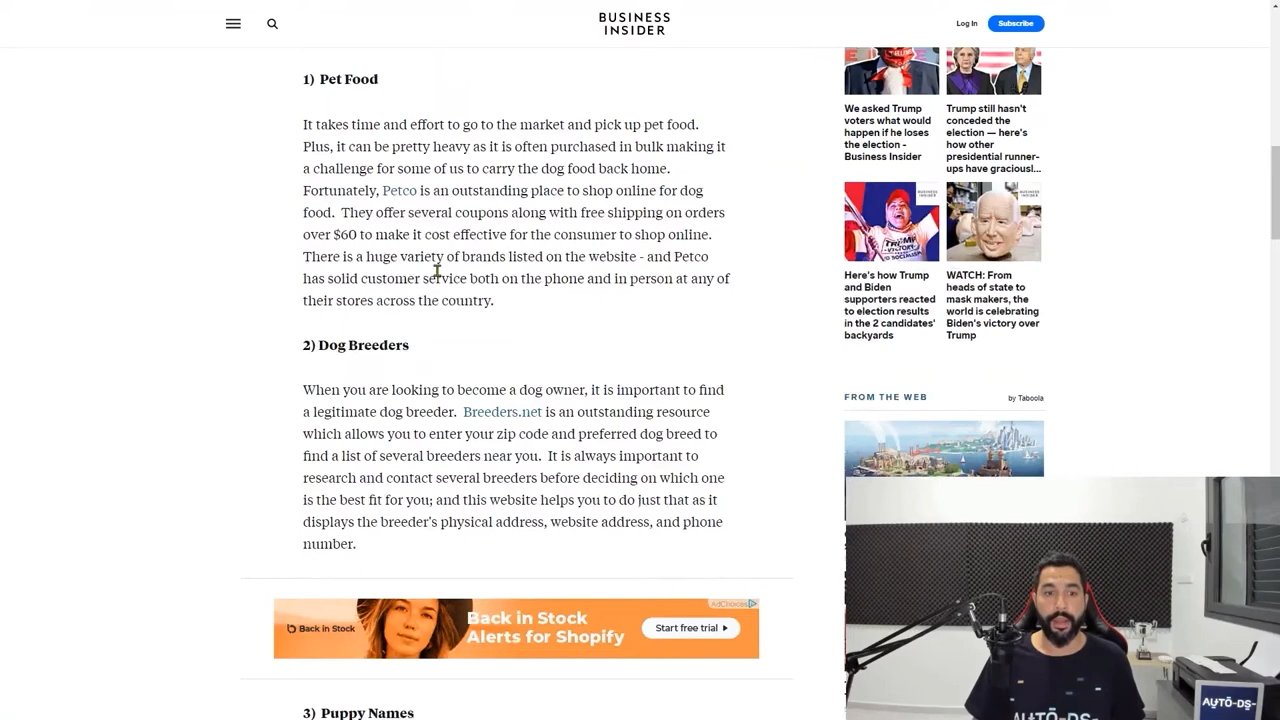 BUSINESS
INSIDER
Log In
Subscribe
1) Pet Food
It takes time and effort to go to the market and pick up pet food.
Plus, it can be pretty heavy as it is often purchased in bulk making it
a challenge for some of us to carry the dog food back home.
Fortunately, Petco is an outstanding place to shop online for dog
food. They offer several coupons along with free shipping on orders
over $60 to make it cost effective for the consumer to shop online.
There is a huge variety of brands listed on the website - and Petco
has solid customer service both on the phone and in person at any of
their stores across the country.
2) Dog Breeders
When you are looking to become a dog owner, it is important to find
a legitimate dog breeder. Breeders.net is an outstanding resource
which allows you to enter your zip code and preferred dog breed to
find a list of several breeders near you. It is always important to
research and contact several breeders before deciding on which one
is the best fit for you; and this website helps you to do just that as it
displays the breeder's physical address, website address, and phone
number.
AdChoices
Back in Stock
Back in Stock
Alerts for Shopify
Start free trial
3) Puppy Names
We asked Trump
voters what would
happen if he loses
the election -
Business Insider
Trump still hasn't
conceded the
election — here's
how other
presidential runner-
ups have graciousl...
Here's how Trump
and Biden
supporters reacted
to election results
in the 2 candidates'
backyards
WATCH: From
heads of state to
mask makers, the
world is celebrating
Biden's victory over
Trump
FROM THE WEB
by Taboola
AUTO-DS-
AUTO-DS-